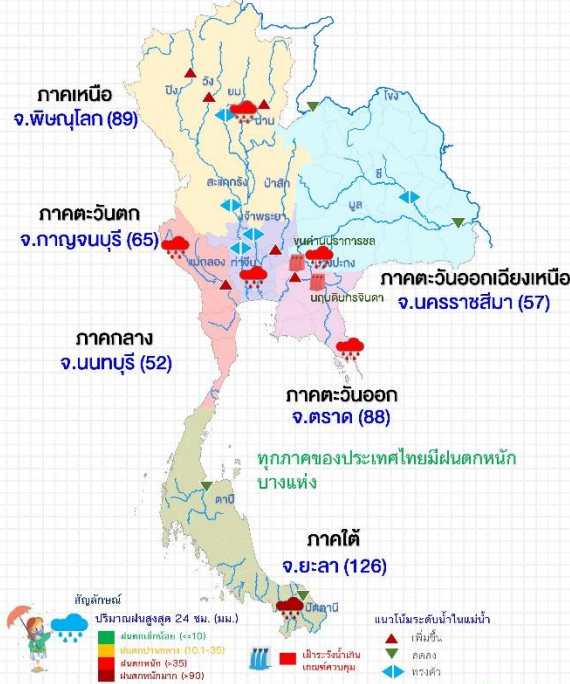 ภาคเหนือ
จ.พิษณุโลก (89)
ปิง
วัง
ยม
น่าน
โขง
ชี
มูล
สะแกกรัง
ป่าสัก
เจ้าพระยา
ภาคตะวันตก
จ.กาญจนบุรี (65)
แม่กลอง
ท่าจีน
ขุนด่านปราการชล
นฤบดินทรจินดา
ภาคตะวันออกเฉียงเหนือ
จ.นครราชสีมา (57)
ภาคกลาง
จ.นนทบุรี (52)
ภาคตะวันออก
จ.ตราด (88)
ทุกภาคของประเทศไทยมีฝนตกหนัก
บางแห่ง
ตาปี
ภาคใต้
จ.ยะลา (126)
ปัตตานี
สัญลักษณ์
ปริมาณฝนสูงสุด 24 ชม. (มม.)
ฝนตกเล็กน้อย (<=10)
ฝนตกปานกลาง (10.1-35)
ฝนตกหนัก (>35)
ฝนตกหนักมาก (>90)
เฝ้าระวังน้ำเกิน
เกณฑ์ควบคุม
แนวโน้มระดับน้ำในแม่น้ำ
เพิ่มขึ้น
ลดลง
ทรงตัว